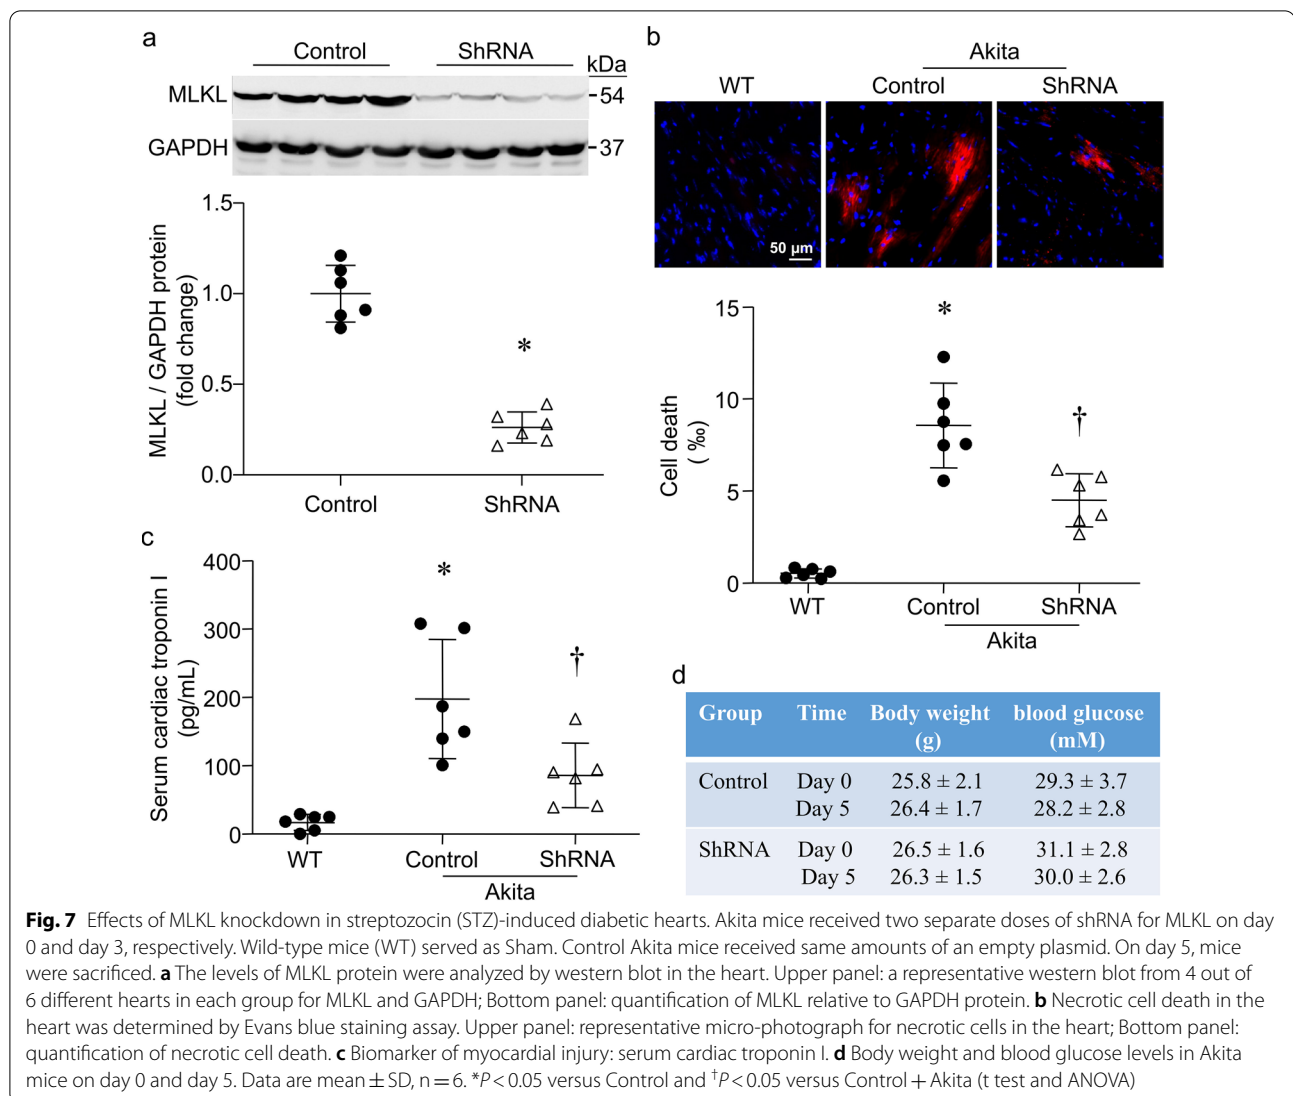 a
Control ShRNA
kDa
MLKL 54
GAPDH 37
MLKL / GAPDH protein
(fold change)
1.5
1.0
0.5
0.0
*
Control ShRNA
b
Akita
WT Control ShRNA
50 µm
Cell death
( ‰)
15
10
5
0
*
†
WT Control ShRNA
Akita
c
Serum cardiac troponin I
(pg/mL)
400
300
200
100
0
*
†
WT Control ShRNA
Akita
d
Group Time Body weight blood glucose
(g) (mM)
Control Day 0 25.8 ± 2.1 29.3 ± 3.7
Day 5 26.4 ± 1.7 28.2 ± 2.8
ShRNA Day 0 26.5 ± 1.6 31.1 ± 2.8
Day 5 26.3 ± 1.5 30.0 ± 2.6
Fig. 7 Effects of MLKL knockdown in streptozocin (STZ)-induced diabetic hearts. Akita mice received two separate doses of shRNA for MLKL on day
0 and day 3, respectively. Wild-type mice (WT) served as Sham. Control Akita mice received same amounts of an empty plasmid. On day 5, mice
were sacrificed. a The levels of MLKL protein were analyzed by western blot in the heart. Upper panel: a representative western blot from 4 out of
6 different hearts in each group for MLKL and GAPDH; Bottom panel: quantification of MLKL relative to GAPDH protein. b Necrotic cell death in the
heart was determined by Evans blue staining assay. Upper panel: representative micro-photograph for necrotic cells in the heart; Bottom panel:
quantification of necrotic cell death. c Biomarker of myocardial injury: serum cardiac troponin I. d Body weight and blood glucose levels in Akita
mice on day 0 and day 5. Data are mean ± SD, n = 6. *P < 0.05 versus Control and †P < 0.05 versus Control + Akita (t test and ANOVA)